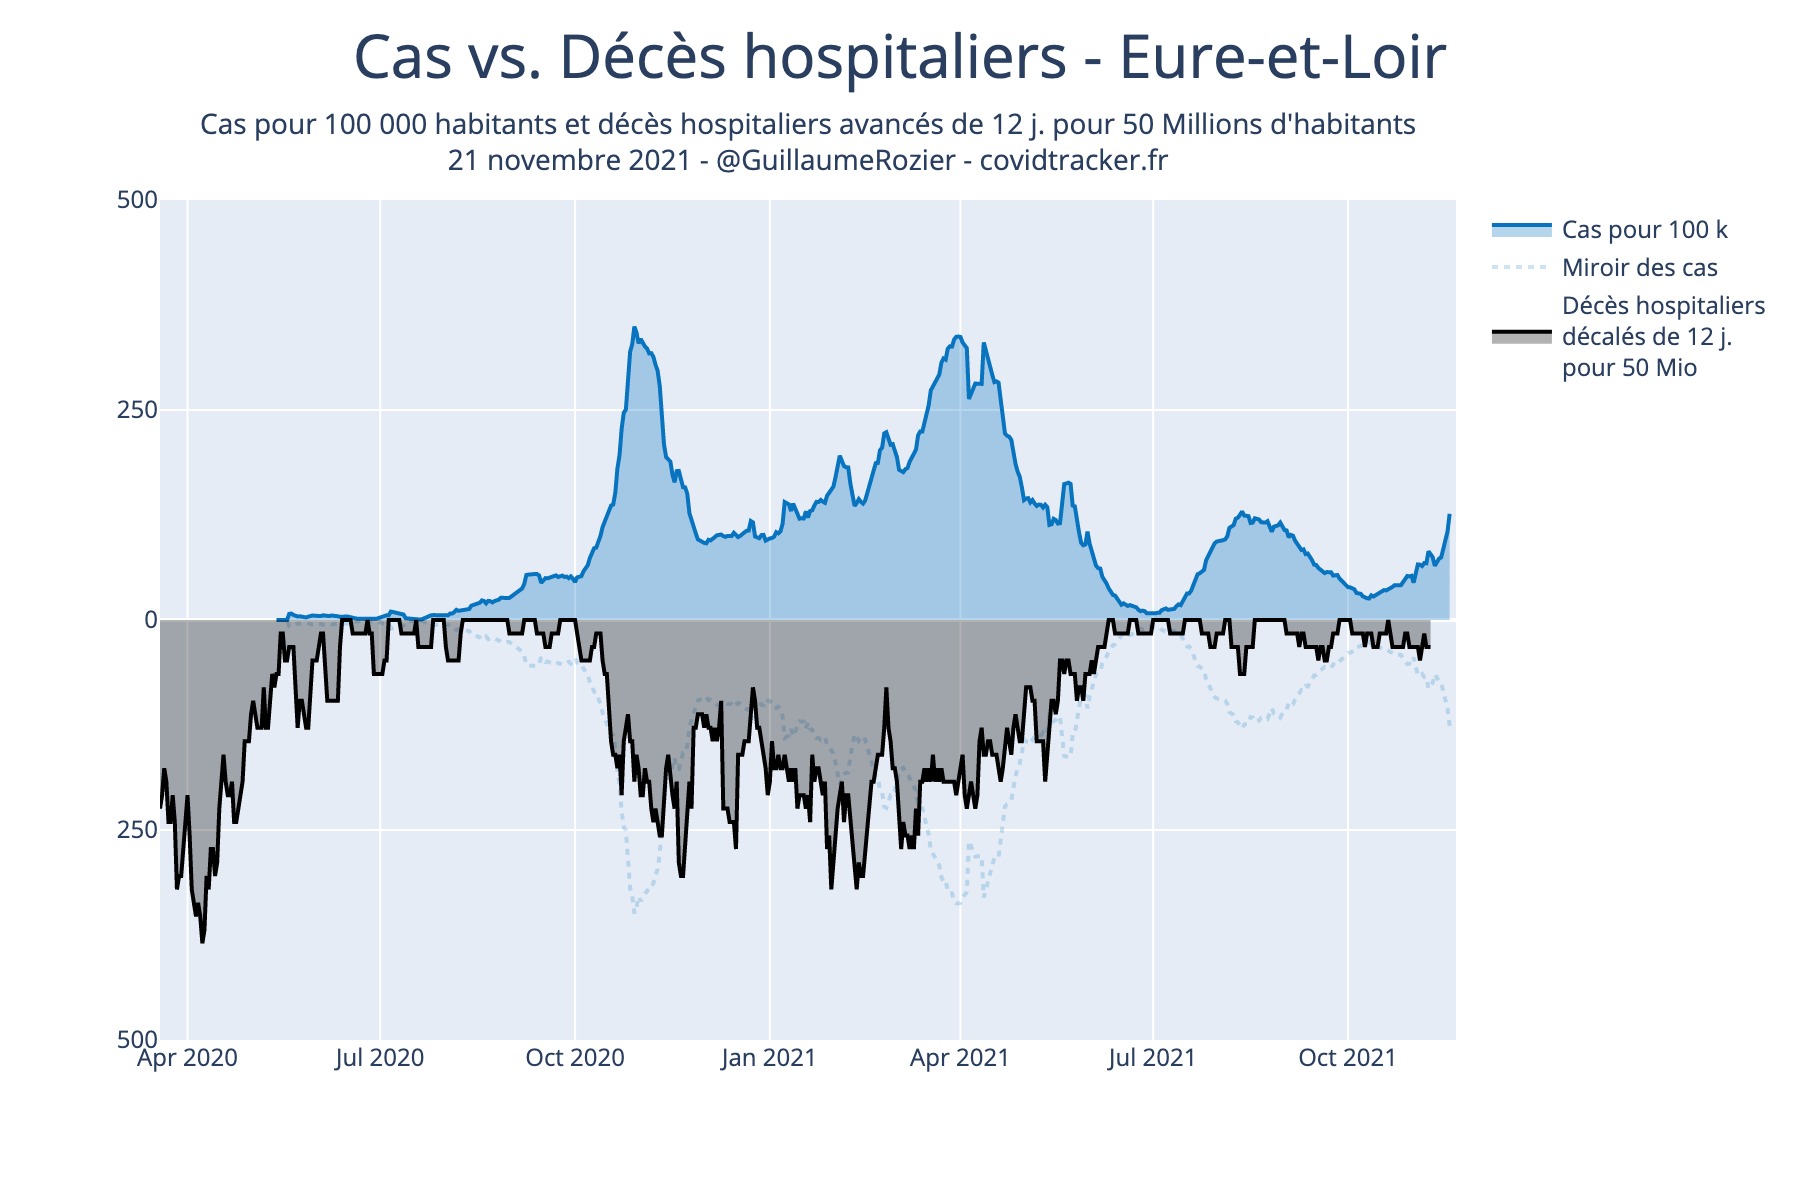 Cas vs. Décès hospitaliers - Eure-et-Loir
Cas pour 100 000 habitants et décès hospitaliers avancés de 12 j. pour 50 Millions d'habitants
21 novembre 2021 - @GuillaumeRozier - covidtracker.fr
500
250
0
250
500
Apr 2020
Jul 2020
Oct 2020
Jan 2021
Apr 2021
Jul 2021
Oct 2021
Cas pour 100 k
Miroir des cas
Décès hospitaliers
décalés de 12 j.
pour 50 Mio